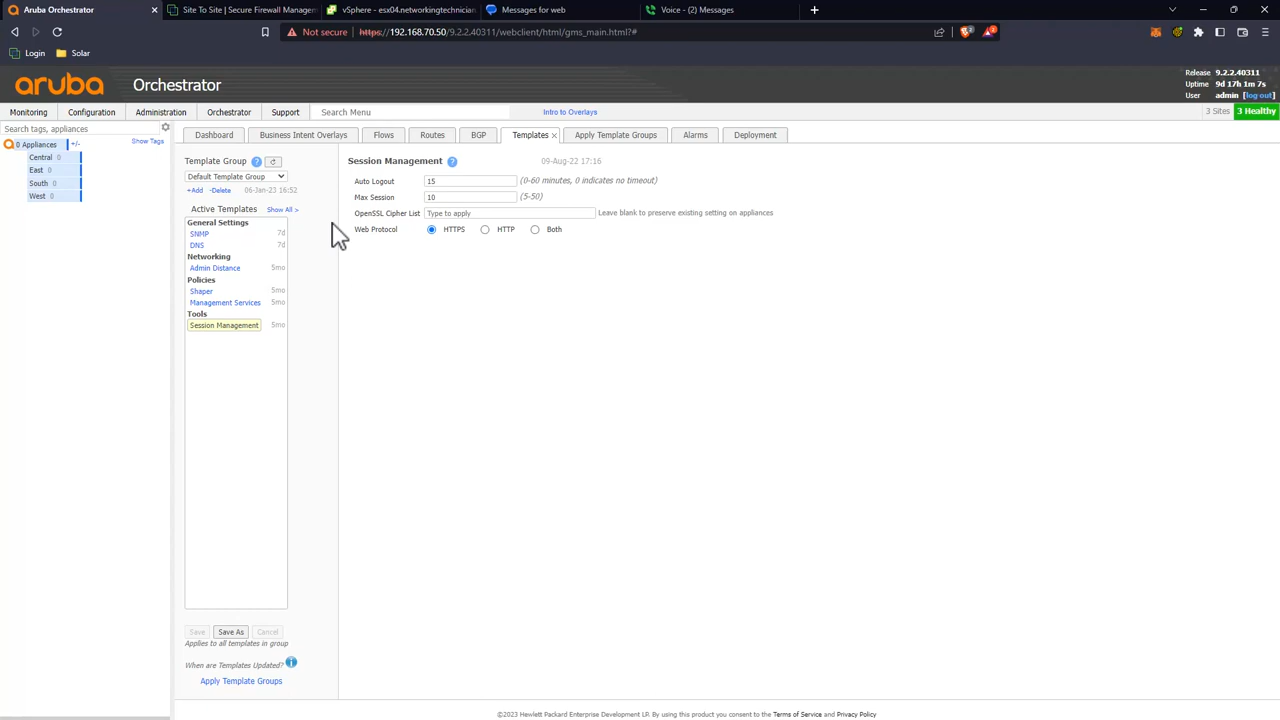 Aruba Orchestrator
Site To Site | Secure Firewall Managem
vSphere - esx04.networkingtechnician
Messages for web
Voice - (2) Messages
Not secure
https://192.168.70.50/9.2.2.40311/webclient/html/gms_main.html?#
Login
Solar
aruba
Orchestrator
Release 9.2.2.40311
Uptime 9d 17h 1m 7s
User admin [log out]
Monitoring
Configuration
Administration
Orchestrator
Support
Search Menu
Intro to Overlays
3 Sites
3 Healthy
Search tags, appliances
Show Tags
0 Appliances +/-
Central 0
East 0
South 0
West 0
Dashboard
Business Intent Overlays
Flows
Routes
BGP
Templates
Apply Template Groups
Alarms
Deployment
Template Group
Default Template Group
+Add -Delete 06-Jan-23 16:52
Active Templates Show All >
General Settings
SNMP 7d
DNS 7d
Networking
Admin Distance 5mo
Policies
Shaper 5mo
Management Services 5mo
Tools
Session Management 5mo
Save
Save As
Cancel
Applies to all templates in group
When are Templates Updated?
Apply Template Groups
Session Management 09-Aug-22 17:16
Auto Logout 15 (0-60 minutes, 0 indicates no timeout)
Max Session 10 (5-50)
OpenSSL Cipher List Type to apply Leave blank to preserve existing setting on appliances
Web Protocol HTTPS HTTP Both
©2023 Hewlett Packard Enterprise Development LP. By using this product you consent to the Terms of Service and Privacy Policy